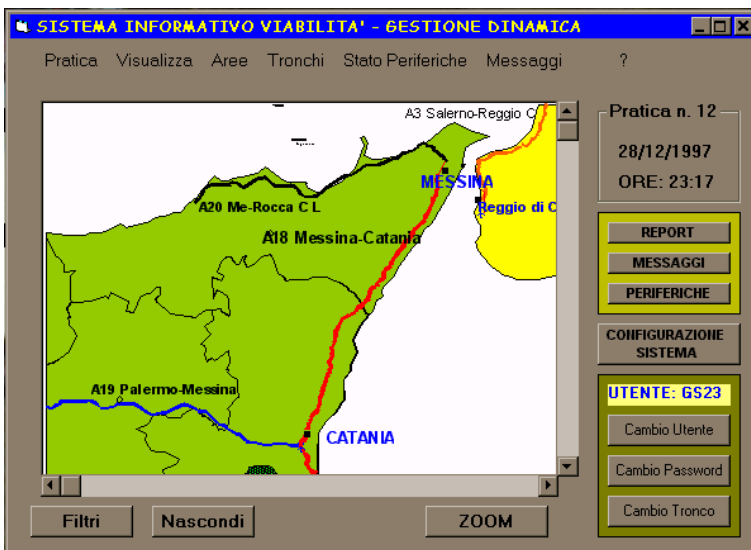 SISTEMA INFORMATIVO VIABILITA' - GESTIONE DINAMICA
Pratica Visualizza Aree Tronchi Stato Periferiche Messaggi ?
A3 Salerno-Reggio C
MESSINA
A20 Me-Rocca C L
Reggio di C
A18 Messina-Catania
A19 Palermo-Messina
CATANIA
Filtri
Nascondi
ZOOM
Pratica n. 12
28/12/1997
ORE: 23:17
REPORT
MESSAGGI
PERIFERICHE
CONFIGURAZIONE
SISTEMA
UTENTE: GS23
Cambio Utente
Cambio Password
Cambio Tronco